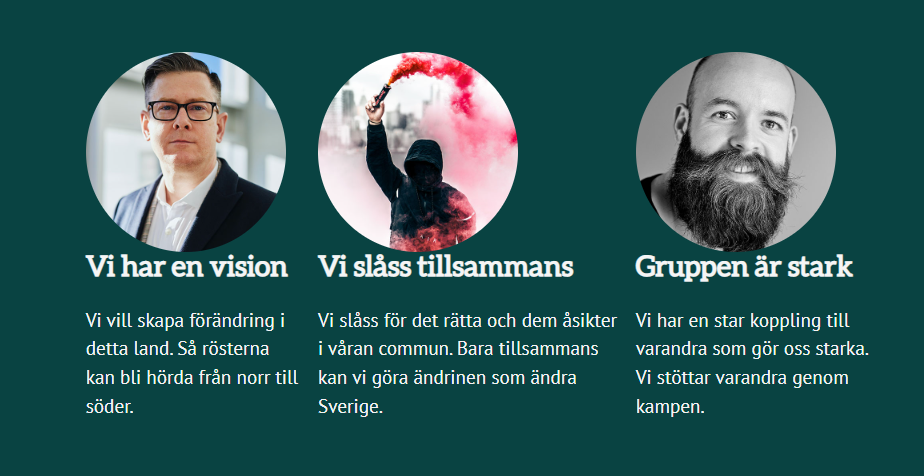 Vi har en vision
Vi vill skapa förändring i
detta land. Så rösterna
kan bli hörda från norr till
söder.
Vi slåss tillsammans
Vi slåss för det rätta och dem åsikter
i våran commun. Bara tillsammans
kan vi göra ändrinen som ändra
Sverige.
Gruppen är stark
Vi har en star koppling till
varandra som gör oss starka.
Vi stöttar varandra genom
kampen.